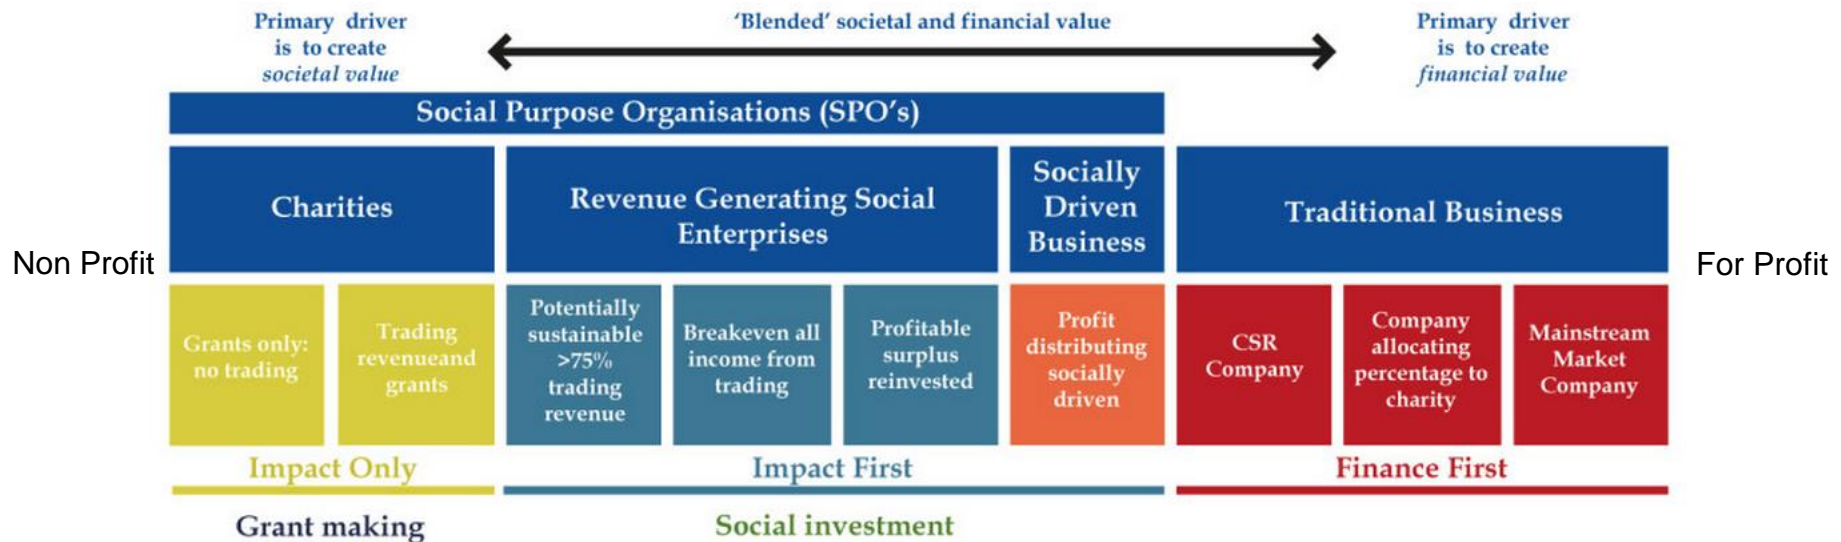 Primary driver
is to create
societal value
'Blended' societal and financial value
Primary driver
is to create
financial value
Social Purpose Organisations (SPO's)
Charities
Revenue Generating Social
Enterprises
Socially
Driven
Business
Traditional Business
Non Profit
For Profit
Grants only:
no trading
Trading
revenueand
grants
Potentially
sustainable
>75%
trading
revenue
Breakeven all
income from
trading
Profitable
surplus
reinvested
Profit
distributing
socially
driven
CSR
Company
Company
allocating
percentage to
charity
Mainstream
Market
Company
Impact Only
Impact First
Finance First
Grant making
Social investment